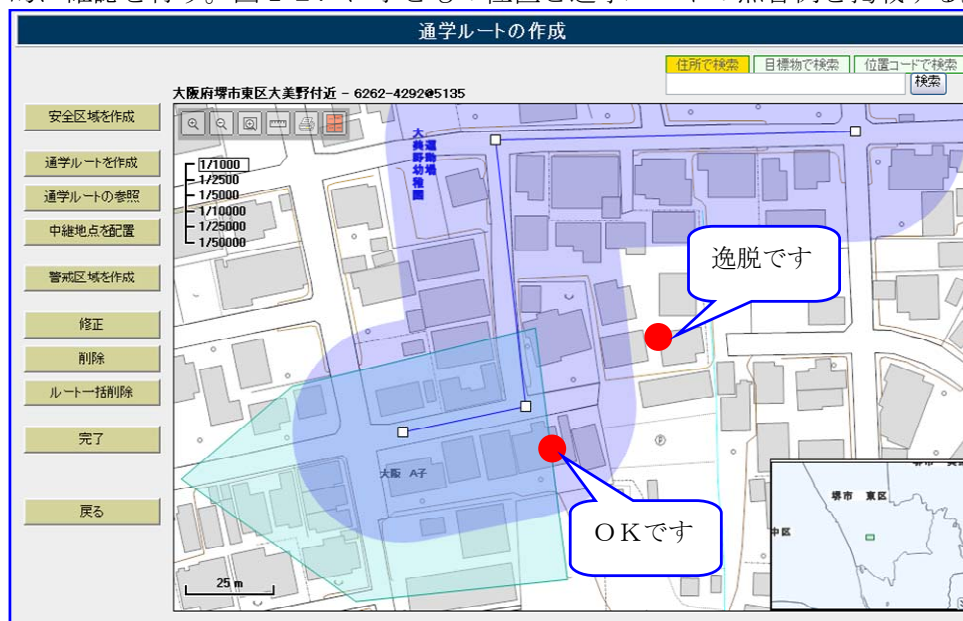 通学ルートの作成
住所で検索 目標物で検索 位置コードで検索
検索
大阪府堺市東区大美野付近 - 6262-4292@5135
安全区域を作成
通学ルートを作成
通学ルートの参照
中継地点を配置
警戒区域を作成
修正
削除
ルート一括削除
完了
戻る
1/1000
1/2500
1/5000
1/10000
1/25000
1/50000
大美野幼稚園
運動場
逸脱です
大阪 A子
OKです
25 m
堺市 東区
中区